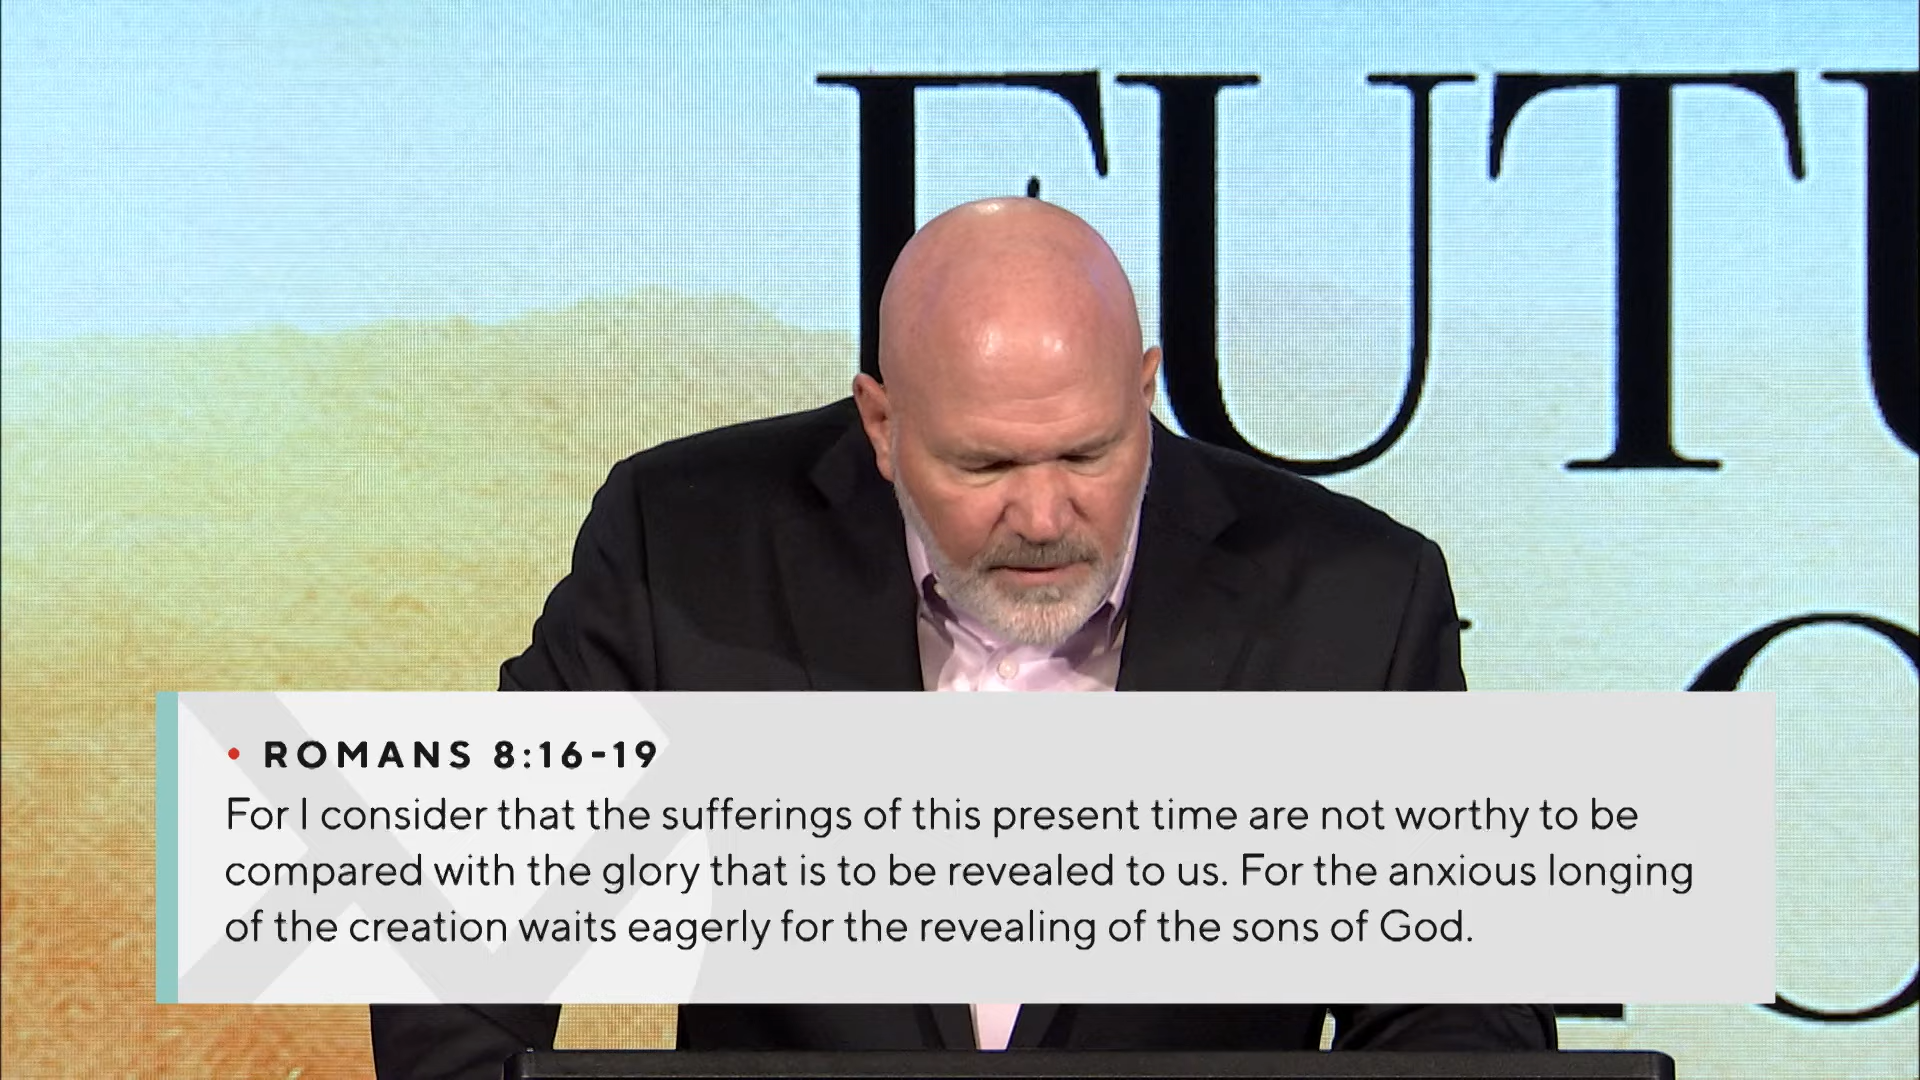 FUTU
• ROMANS 8:16-19
For I consider that the sufferings of this present time are not worthy to be
compared with the glory that is to be revealed to us. For the anxious longing
of the creation waits eagerly for the revealing of the sons of God.